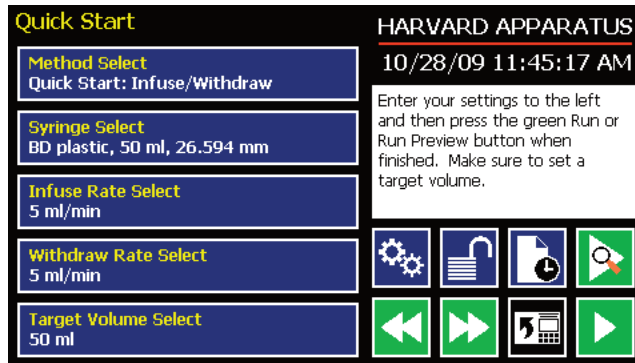 Quick Start
Method Select
Quick Start: Infuse/Withdraw
Syringe Select
BD plastic, 50 ml, 26.594 mm
Infuse Rate Select
5 ml/min
Withdraw Rate Select
5 ml/min
Target Volume Select
50 ml
HARVARD APPARATUS
10/28/09 11:45:17 AM
Enter your settings to the left
and then press the green Run or
Run Preview button when
finished. Make sure to set a
target volume.